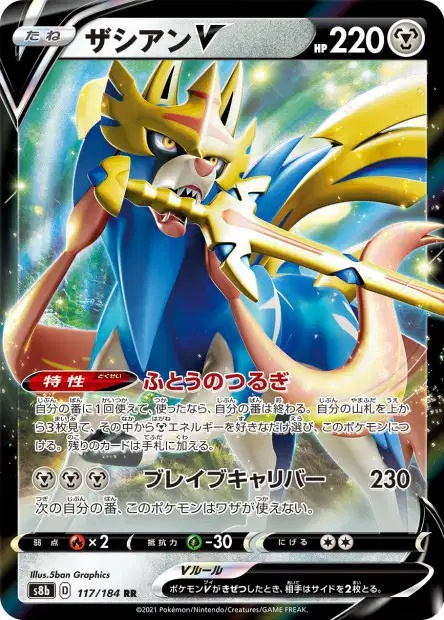 たね ザシアンV HP 220
特性 とくせい ふとうのつるぎ
自分の番に1回使えて、使ったなら、自分の番は終わる。自分の山札を上から3枚見て、その中からエネルギーを好きなだけ選び、このポケモンにつける。残りのカードは手札に加える。
ブレイブキャリバー 230
次の自分の番、このポケモンはワザが使えない。
弱点 ×2 抵抗力 -30 にげる
Illus.5ban Graphics
Vルール
s8b D 117/184 RR
ポケモンVがきぜつしたとき、相手はサイドを2枚とる。
©2021 Pokémon/Nintendo/Creatures/GAME FREAK.